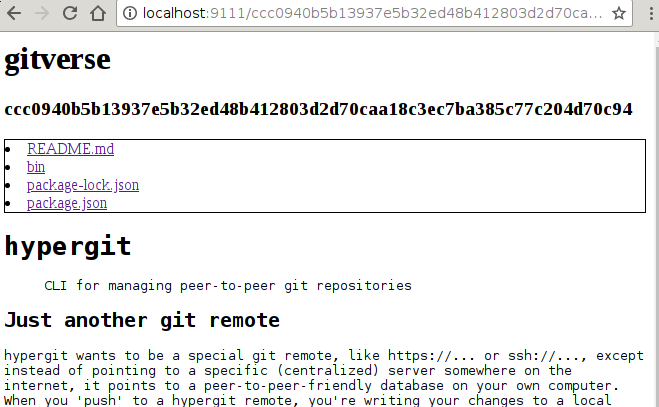 localhost:9111/ccc0940b5b13937e5b32ed48b412803d2d70ca...
gitverse
ccc0940b5b13937e5b32ed48b412803d2d70caa18c3ec7ba385c77c204d70c94
README.md
bin
package-lock.json
package.json
hypergit
CLI for managing peer-to-peer git repositories
Just another git remote
hypergit wants to be a special git remote, like https://... or ssh://..., except
instead of pointing to a specific (centralized) server somewhere on the
internet, it points to a peer-to-peer-friendly database on your own computer.
When you 'push' to a hypergit remote, you're writing your changes to a local